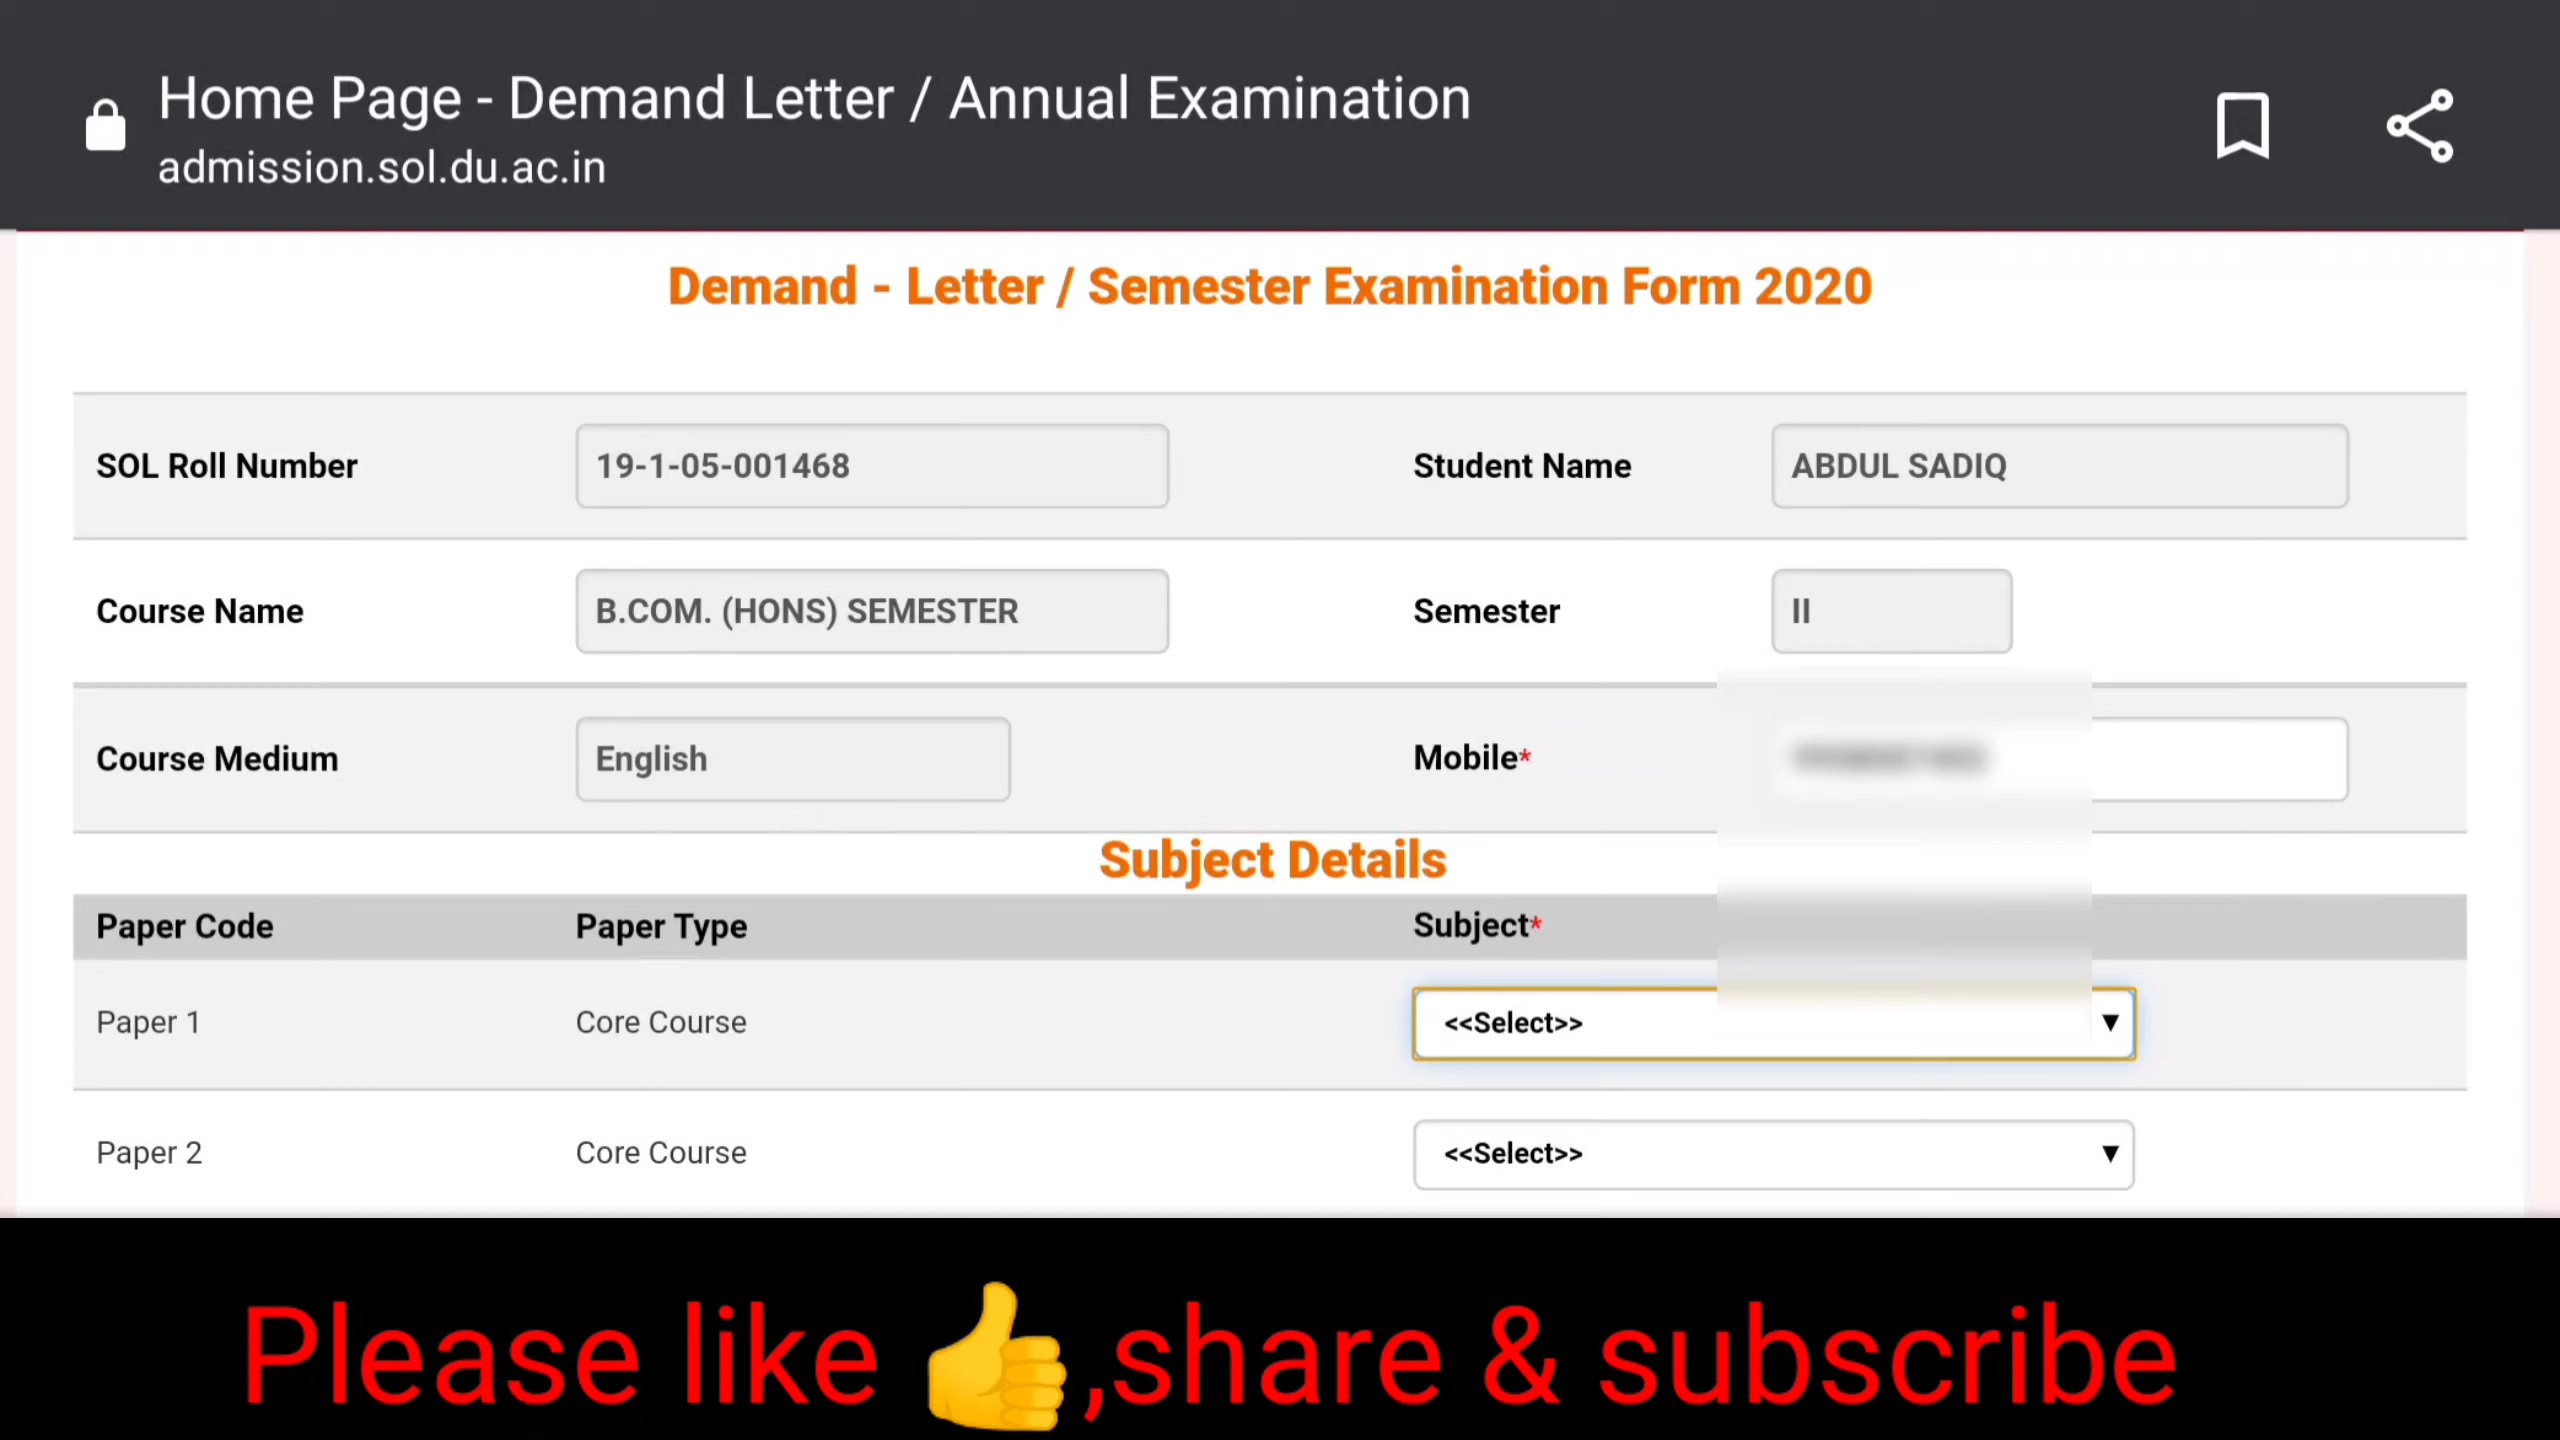 Home Page - Demand Letter / Annual Examination
admission.sol.du.ac.in
Demand - Letter / Semester Examination Form 2020
SOL Roll Number 19-1-05-001468 Student Name ABDUL SADIQ
Course Name B.COM. (HONS) SEMESTER Semester II
Course Medium English Mobile*
Subject Details
Paper Code Paper Type Subject*
Paper 1 Core Course <<Select>>
Paper 2 Core Course <<Select>>
Please like 👍,share & subscribe